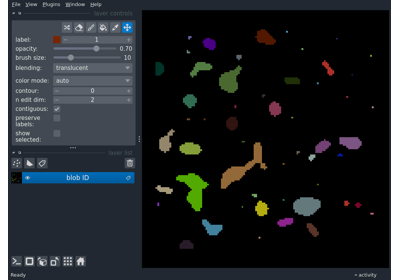 File View Plugins Window Help
layer controls
label: 1
opacity: 0.70
brush size: 10
blending: translucent
color mode: auto
contour: 0
n edit dim: 2
contiguous:
preserve
labels:
show
selected:
layer list
blob ID
Ready
activity